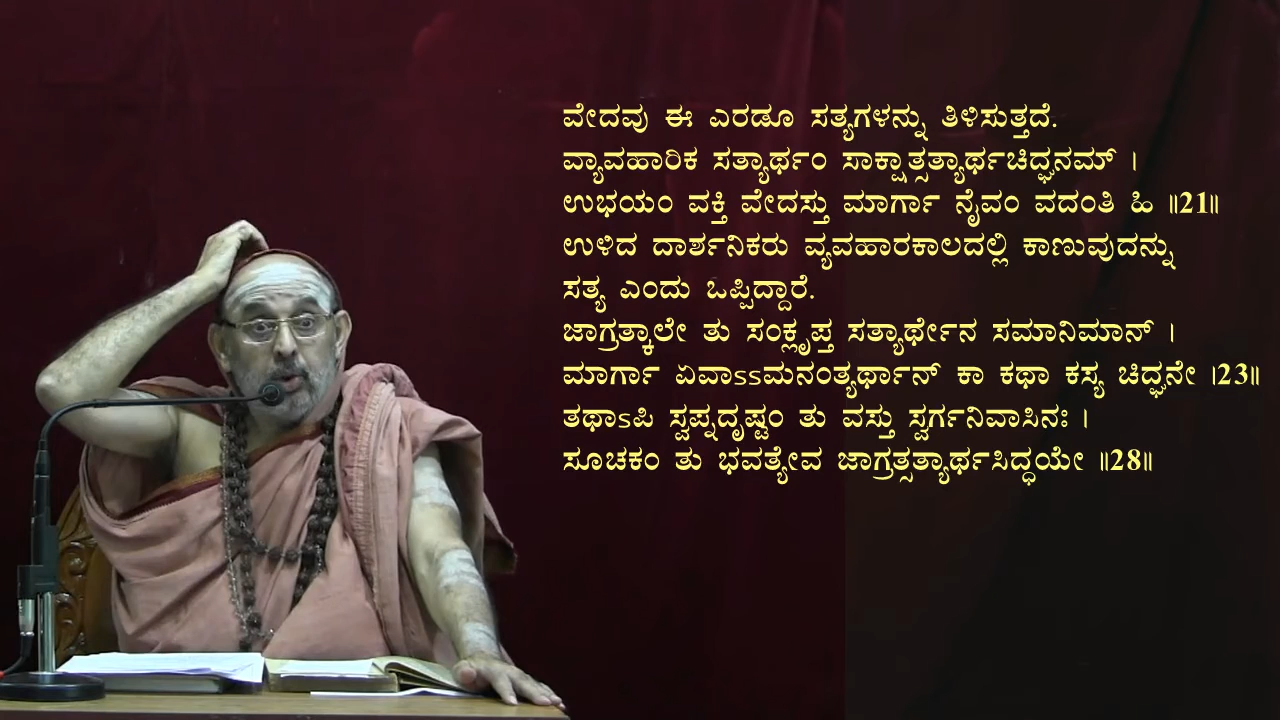 ವೇದವು ಈ ಎರಡೂ ಸತ್ಯಗಳನ್ನು ತಿಳಿಸುತ್ತದೆ.
ವ್ಯಾವಹಾರಿಕ ಸತ್ಯಾರ್ಥಂ ಸಾಕ್ಷಾತ್ಸತ್ಯಾರ್ಥಚಿದ್ಘನಮ್ ।
ಉಭಯಂ ವಕ್ತಿ ವೇದಸ್ತು ಮಾರ್ಗಾ ನೈವಂ ವದಂತಿ ಹಿ ॥21॥
ಉಳಿದ ದಾರ್ಶನಿಕರು ವ್ಯವಹಾರಕಾಲದಲ್ಲಿ ಕಾಣುವುದನ್ನು
ಸತ್ಯ ಎಂದು ಒಪ್ಪಿದ್ದಾರೆ.
ಜಾಗ್ರತ್ಕಾಲೇ ತು ಸಂಕ್ಲೃಪ್ತ ಸತ್ಯಾರ್ಥೇನ ಸಮಾನಿಮಾನ್ ।
ಮಾರ್ಗಾ ಏವಾಽಽಮನಂತ್ಯರ್ಥಾನ್ ಕಾ ಕಥಾ ಕಸ್ಯ ಚಿದ್ಘನೇ ।23॥
ತಥಾಽಪಿ ಸ್ವಪ್ನದೃಷ್ಟಂ ತು ವಸ್ತು ಸ್ವರ್ಗನಿವಾಸಿನಃ ।
ಸೂಚಕಂ ತು ಭವತ್ಯೇವ ಜಾಗ್ರತ್ಸತ್ಯಾರ್ಥಸಿದ್ಧಯೇ ॥28॥